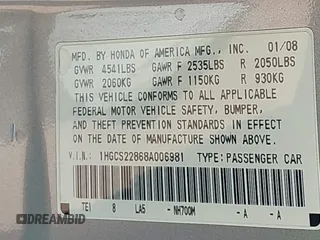 MFD. BY HONDA OF AMERICA MFG., INC. 01/08
GVWR 4541LBS GAWR F 2535LBS R 2050LBS
GVWR 2060KG GAWR F 1150KG R 930KG
THIS VEHICLE CONFORMS TO ALL APPLICABLE
FEDERAL MOTOR VEHICLE SAFETY, BUMPER,
AND THEFT PREVENTION STANDARDS IN EFFECT
ON THE DATE OF MANUFACTURE SHOWN ABOVE.
V.I.N.: 1HGCS22868A006981 TYPE: PASSENGER CAR
TE1 8 LA5 - NH700M - A - A
DREAMBID